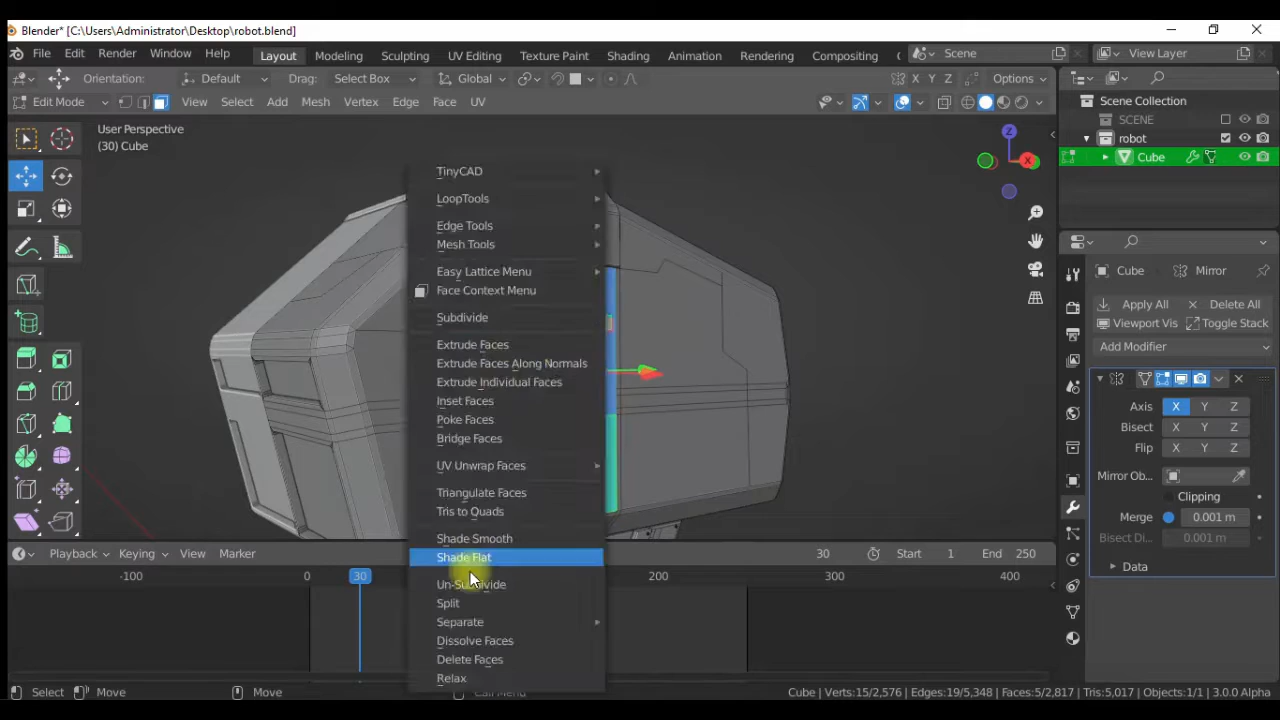 Blender* [C:\Users\Administrator\Desktop\robot.blend]
File Edit Render Window Help Layout Modeling Sculpting UV Editing Texture Paint Shading Animation Rendering Compositing Scene View Layer
Orientation: Default Drag: Select Box Global X Y Z Options
Edit Mode View Select Add Mesh Vertex Edge Face UV
Scene Collection
SCENE
robot
Cube
User Perspective
(30) Cube
Z
X
TinyCAD
LoopTools
Edge Tools
Mesh Tools
Easy Lattice Menu
Face Context Menu
Subdivide
Extrude Faces
Extrude Faces Along Normals
Extrude Individual Faces
Inset Faces
Poke Faces
Bridge Faces
UV Unwrap Faces
Triangulate Faces
Tris to Quads
Shade Smooth
Shade Flat
Un-Subdivide
Split
Separate
Dissolve Faces
Delete Faces
Relax
Cube Mirror
Apply All Delete All
Viewport Vis Toggle Stack
Add Modifier
Axis X Y Z
Bisect X Y Z
Flip X Y Z
Mirror Ob...
Clipping
Merge 0.001 m
Bisect Di... 0.001 m
Data
Playback Keying View Marker 30 Start 1 End 250
-100 0 30 200 300 400
Select Move Move Call Menu Cube | Verts:15/2,576 | Edges:19/5,348 | Faces:5/2,817 | Tris:5,017 | Objects:1/1 | 3.0.0 Alpha